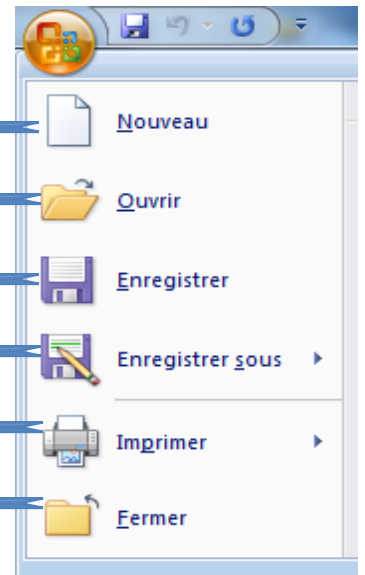 Nouveau
Ouvrir
Enregistrer
Enregistrer sous
Imprimer
Fermer